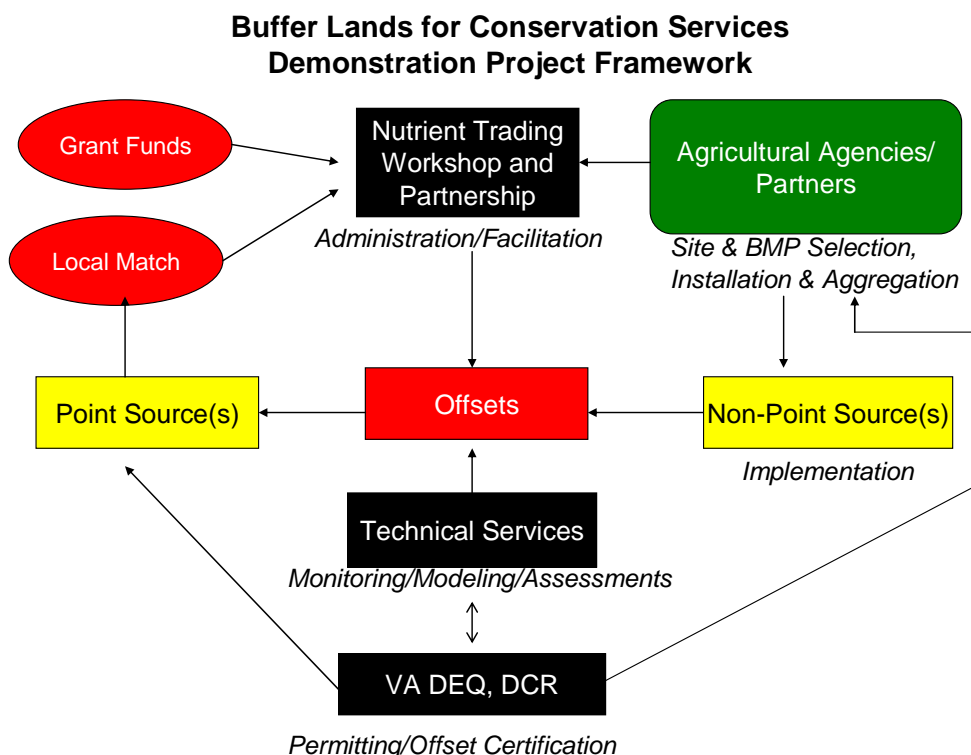 Buffer Lands for Conservation Services
Demonstration Project Framework
Grant Funds
Nutrient Trading
Workshop and
Partnership
Agricultural Agencies/
Partners
Administration/Facilitation
Local Match
Site & BMP Selection,
Installation & Aggregation
Point Source(s)
Offsets
Non-Point Source(s)
Implementation
Technical Services
Monitoring/Modeling/Assessments
VA DEQ, DCR
Permitting/Offset Certification